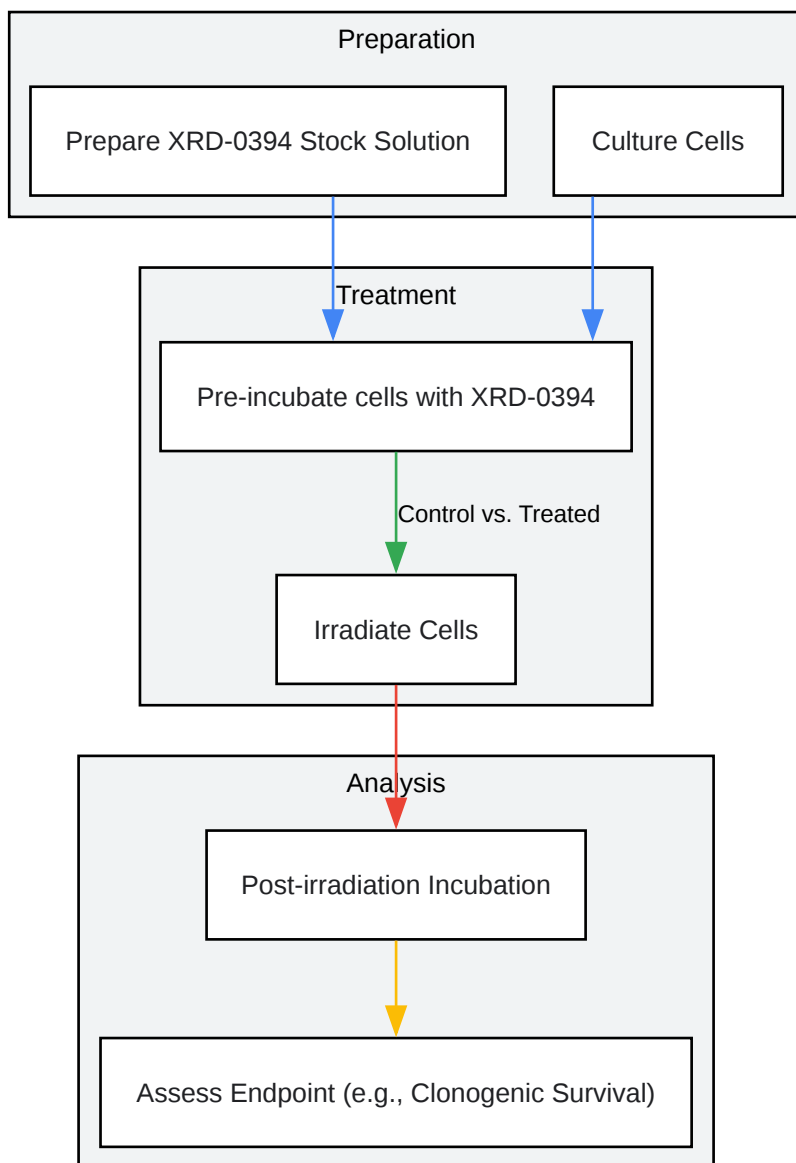 Preparation
Prepare XRD-0394 Stock Solution
Culture Cells
Treatment
Pre-incubate cells with XRD-0394
Control vs. Treated
Irradiate Cells
Analysis
Post-irradiation Incubation
Assess Endpoint (e.g., Clonogenic Survival)